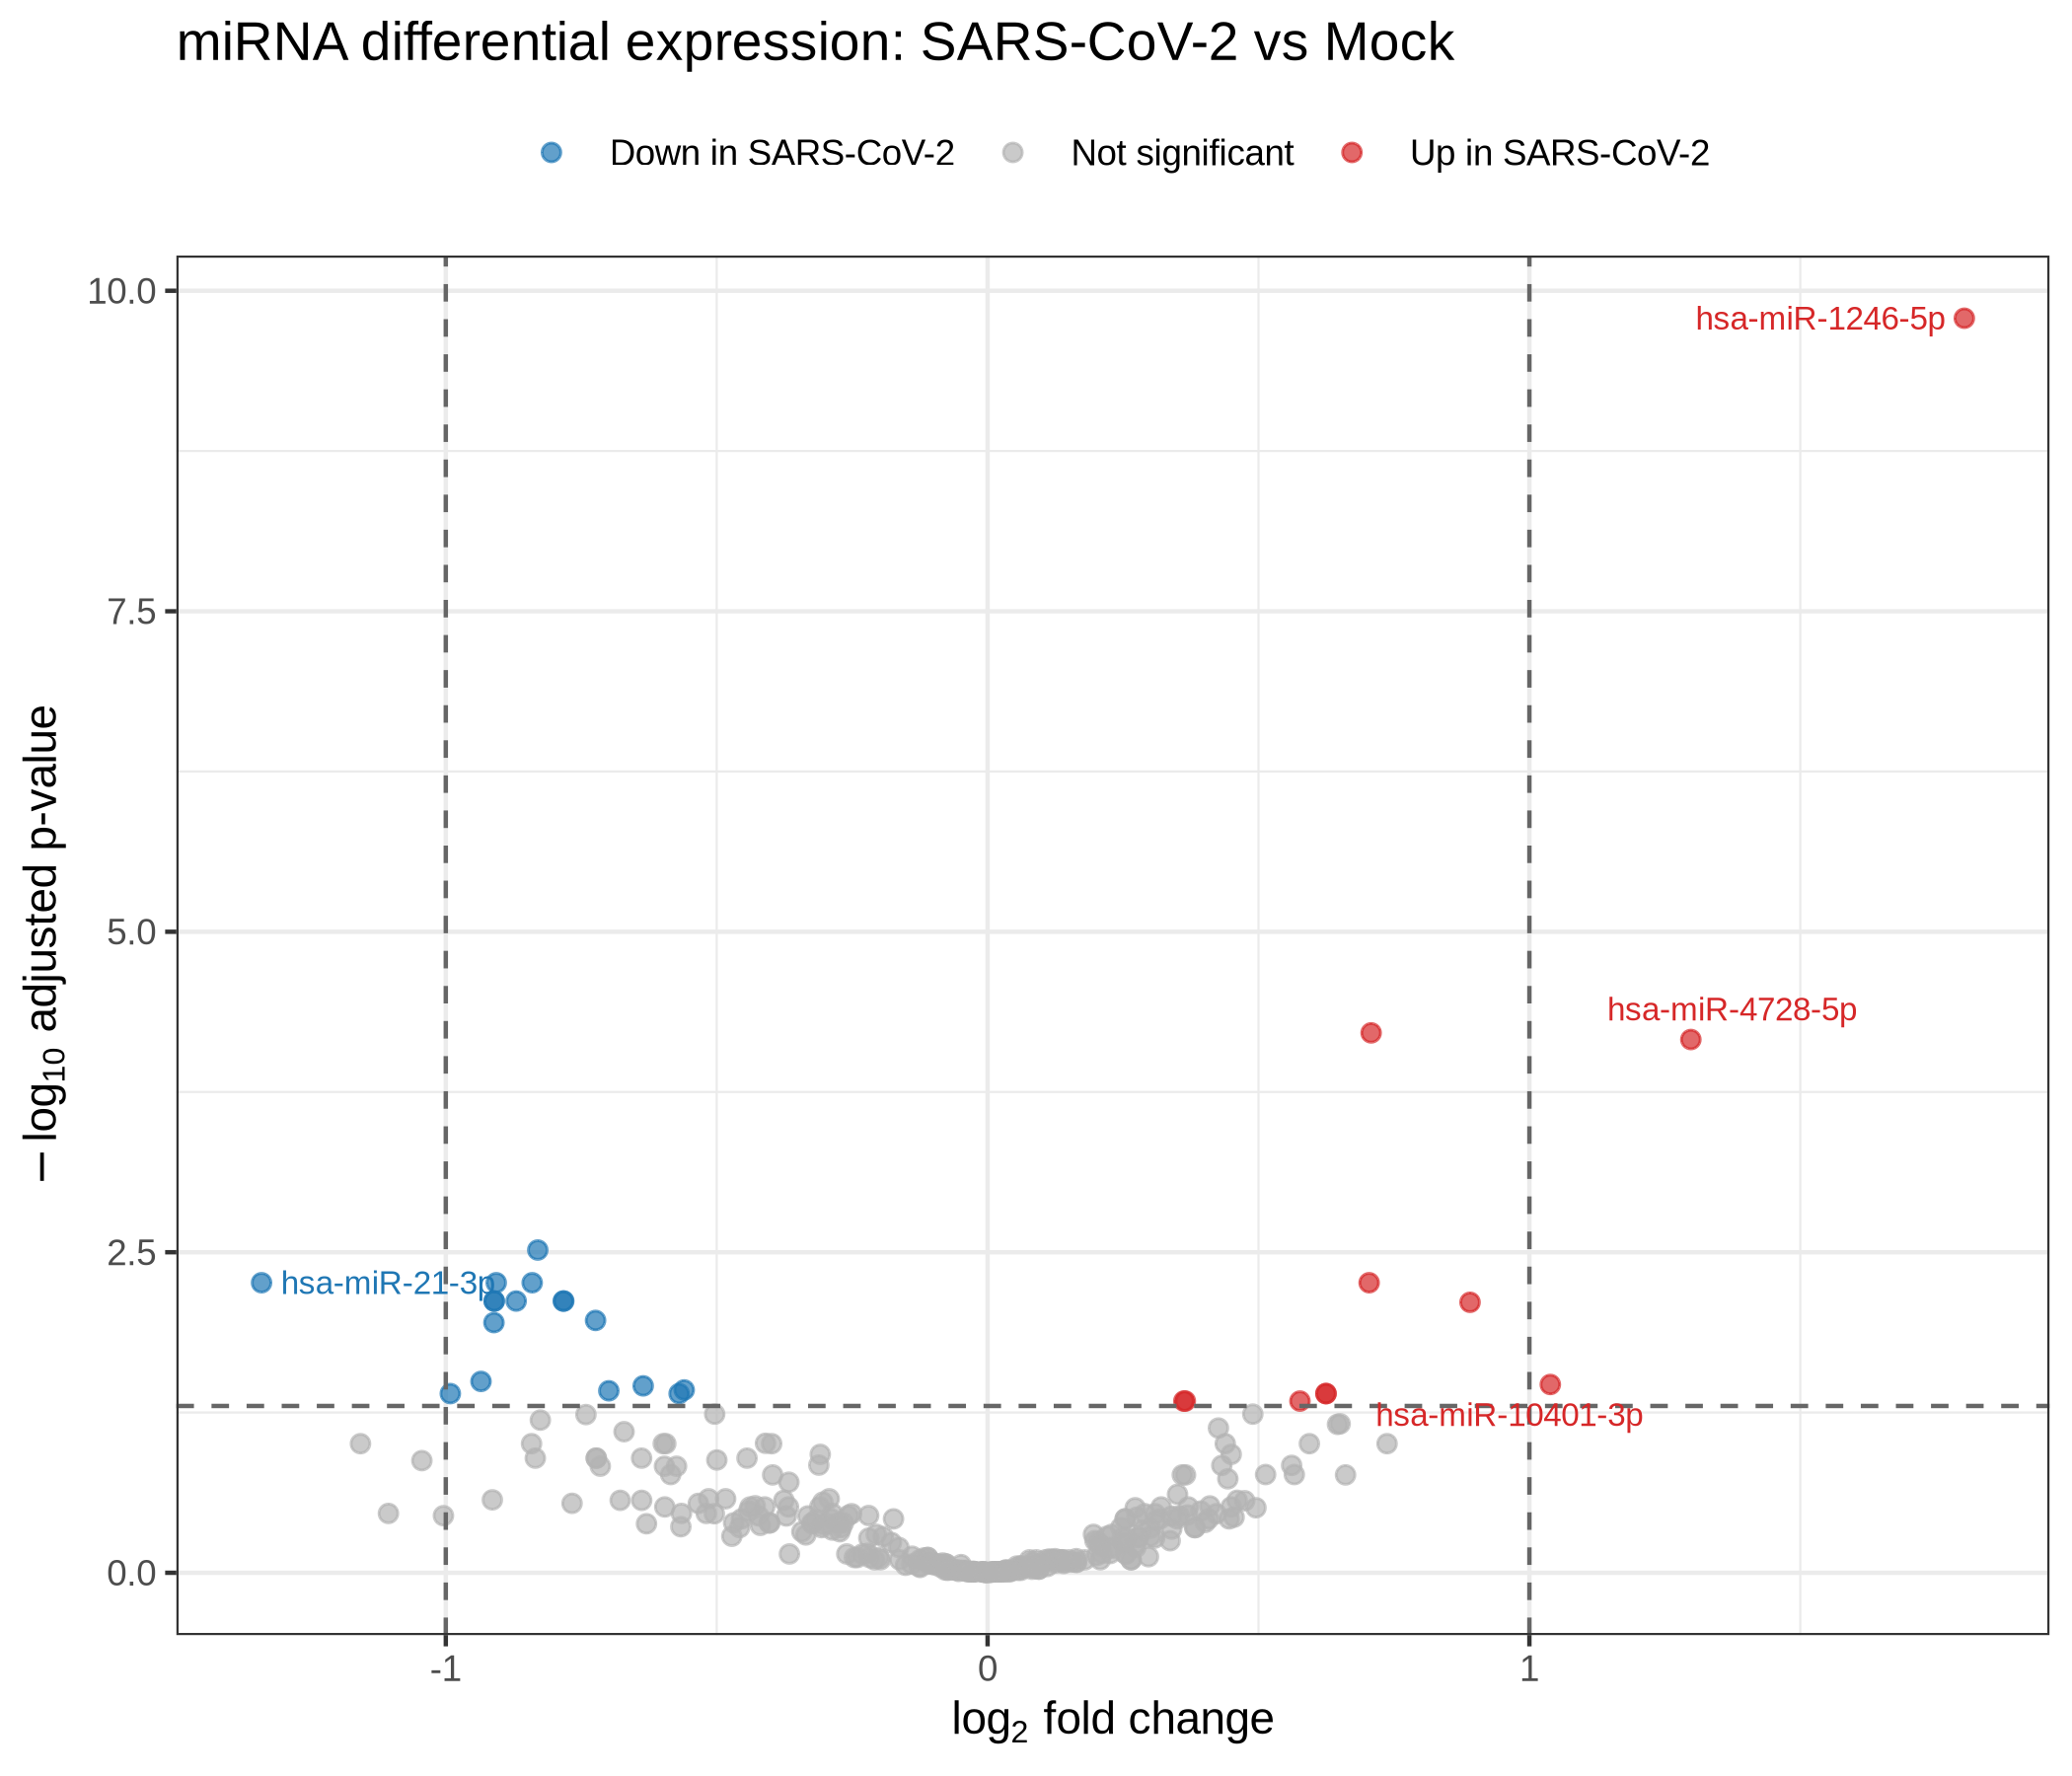 miRNA differential expression: SARS-CoV-2 vs Mock
Down in SARS-CoV-2 Not significant Up in SARS-CoV-2
10.0
7.5
5.0
2.5
0.0
− log10 adjusted p-value
hsa-miR-1246-5p
hsa-miR-4728-5p
hsa-miR-21-3p
hsa-miR-10401-3p
-1 0 1
log2 fold change